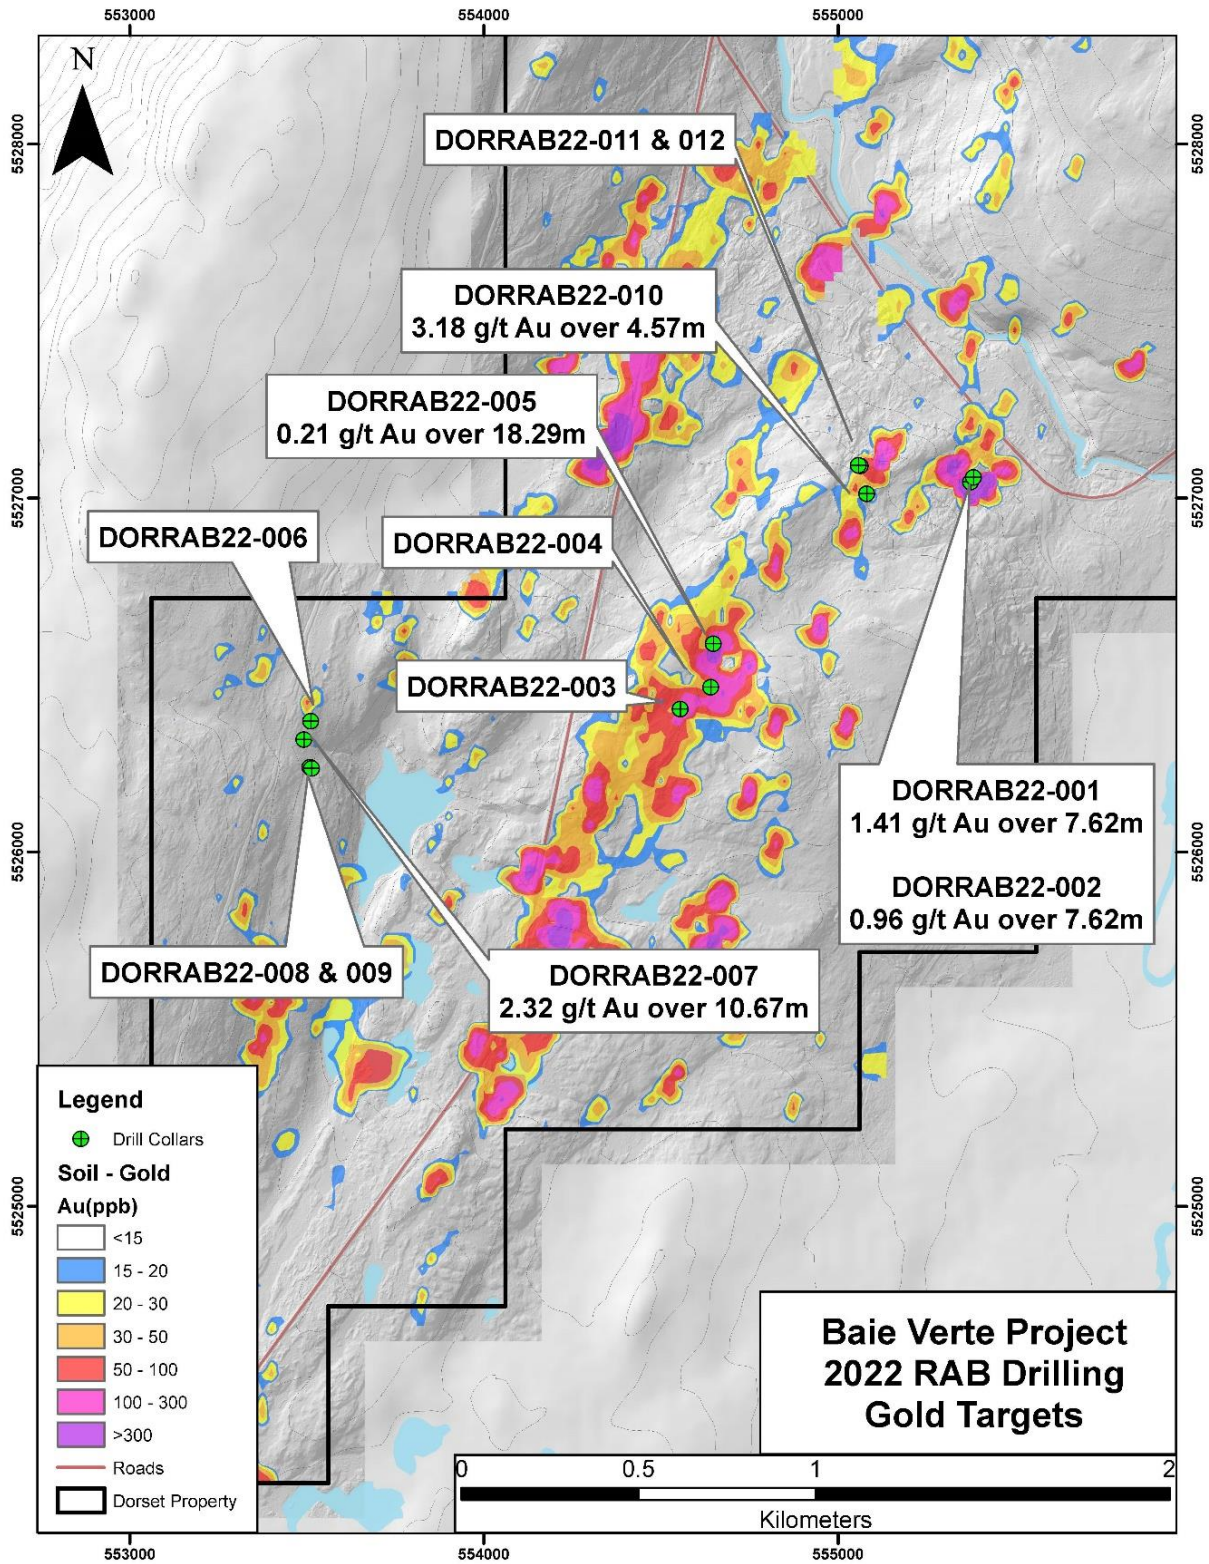 553000
554000
555000
N
5528000
5528000
DORRAB22-011 & 012
DORRAB22-010
3.18 g/t Au over 4.57m
DORRAB22-005
0.21 g/t Au over 18.29m
5527000
5527000
DORRAB22-006
DORRAB22-004
DORRAB22-003
DORRAB22-001
1.41 g/t Au over 7.62m
DORRAB22-002
0.96 g/t Au over 7.62m
5526000
5526000
DORRAB22-008 & 009
DORRAB22-007
2.32 g/t Au over 10.67m
5525000
5525000
Legend
Drill Collars
Soil - Gold
Au(ppb)
<15
15 - 20
20 - 30
30 - 50
50 - 100
100 - 300
>300
Roads
Dorset Property
Baie Verte Project
2022 RAB Drilling
Gold Targets
0 0.5 1 2
Kilometers
553000
554000
555000